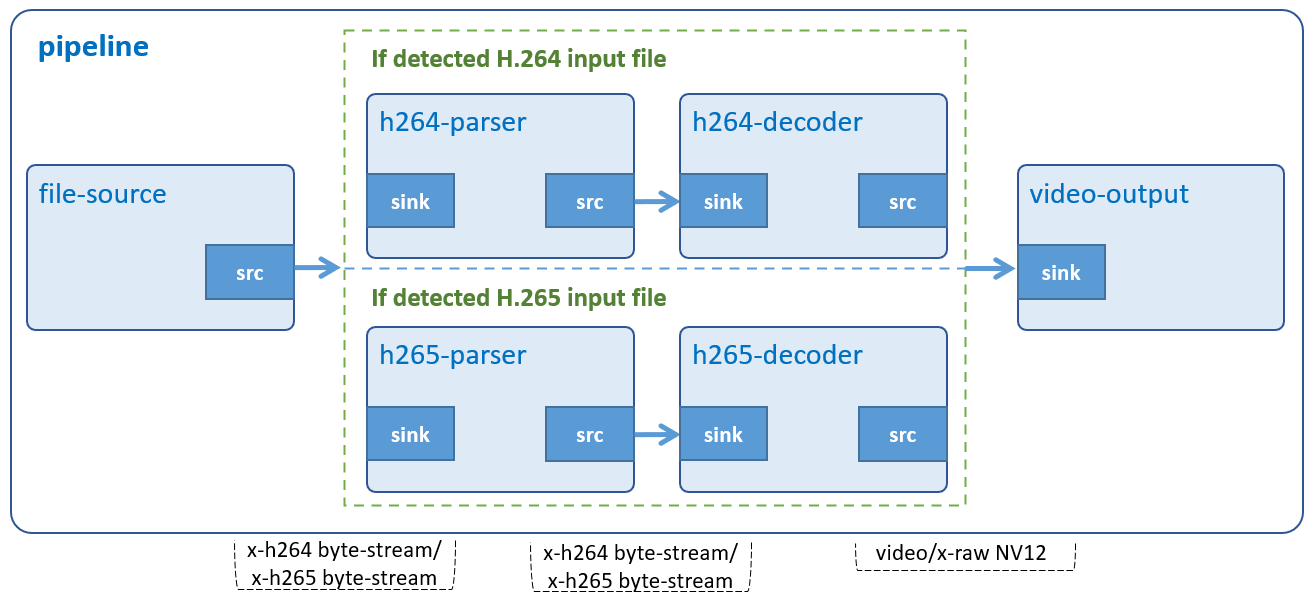 pipeline
If detected H.264 input file
h264-parser
h264-decoder
sink
src
sink
src
file-source
src
video-output
sink
If detected H.265 input file
h265-parser
h265-decoder
sink
src
sink
src
x-h264 byte-stream/
x-h265 byte-stream
x-h264 byte-stream/
x-h265 byte-stream
video/x-raw NV12